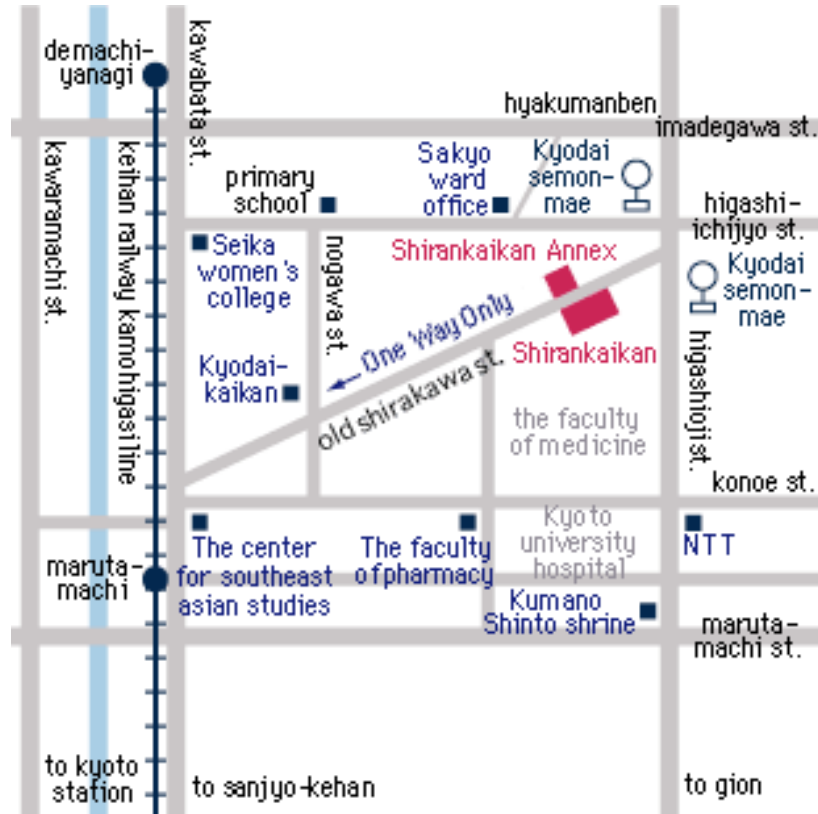 demachi-
yanagi
kawabata st.
hyakumanben
imadegawa st.
kawaramachi st.
keihan railway kamohigasi line
primary
school
Sakyo
ward
office
Kyodai
semon-
mae
higashi-
ichijyo st.
Seika
women's
college
nogawa st.
Shirankaikan Annex
Kyodai
semon-
mae
One Way Only
Shirankaikan
Kyodai-
kaikan
old shirakawa st.
the faculty
of medicine
higashioji st.
konoe st.
The center
for southeast
asian studies
The faculty
of pharmacy
Kyoto
university
hospital
NTT
maruta-
machi
Kumano
Shinto shrine
maruta-
machi st.
to kyoto
station
to sanjyo-kehan
to gion